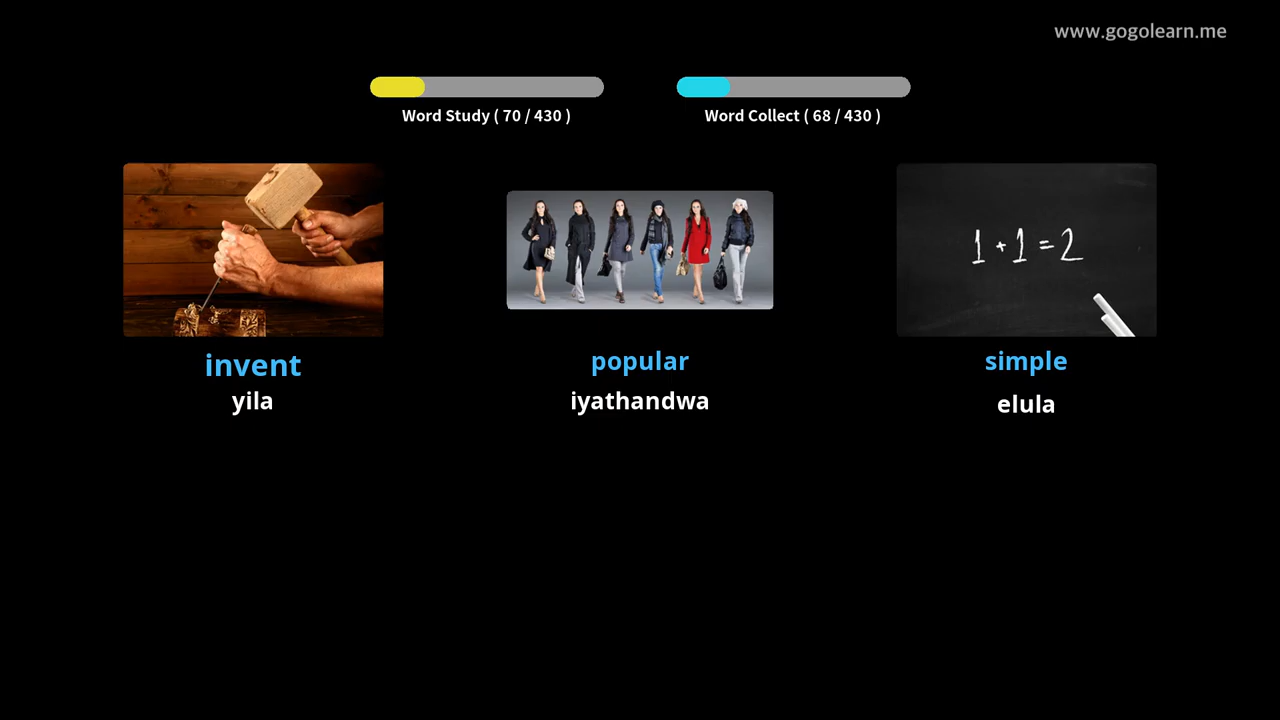 www.gogolearn.me
Word Study ( 70 / 430 )
Word Collect ( 68 / 430 )
1 + 1 = 2
invent
yila
popular
iyathandwa
simple
elula